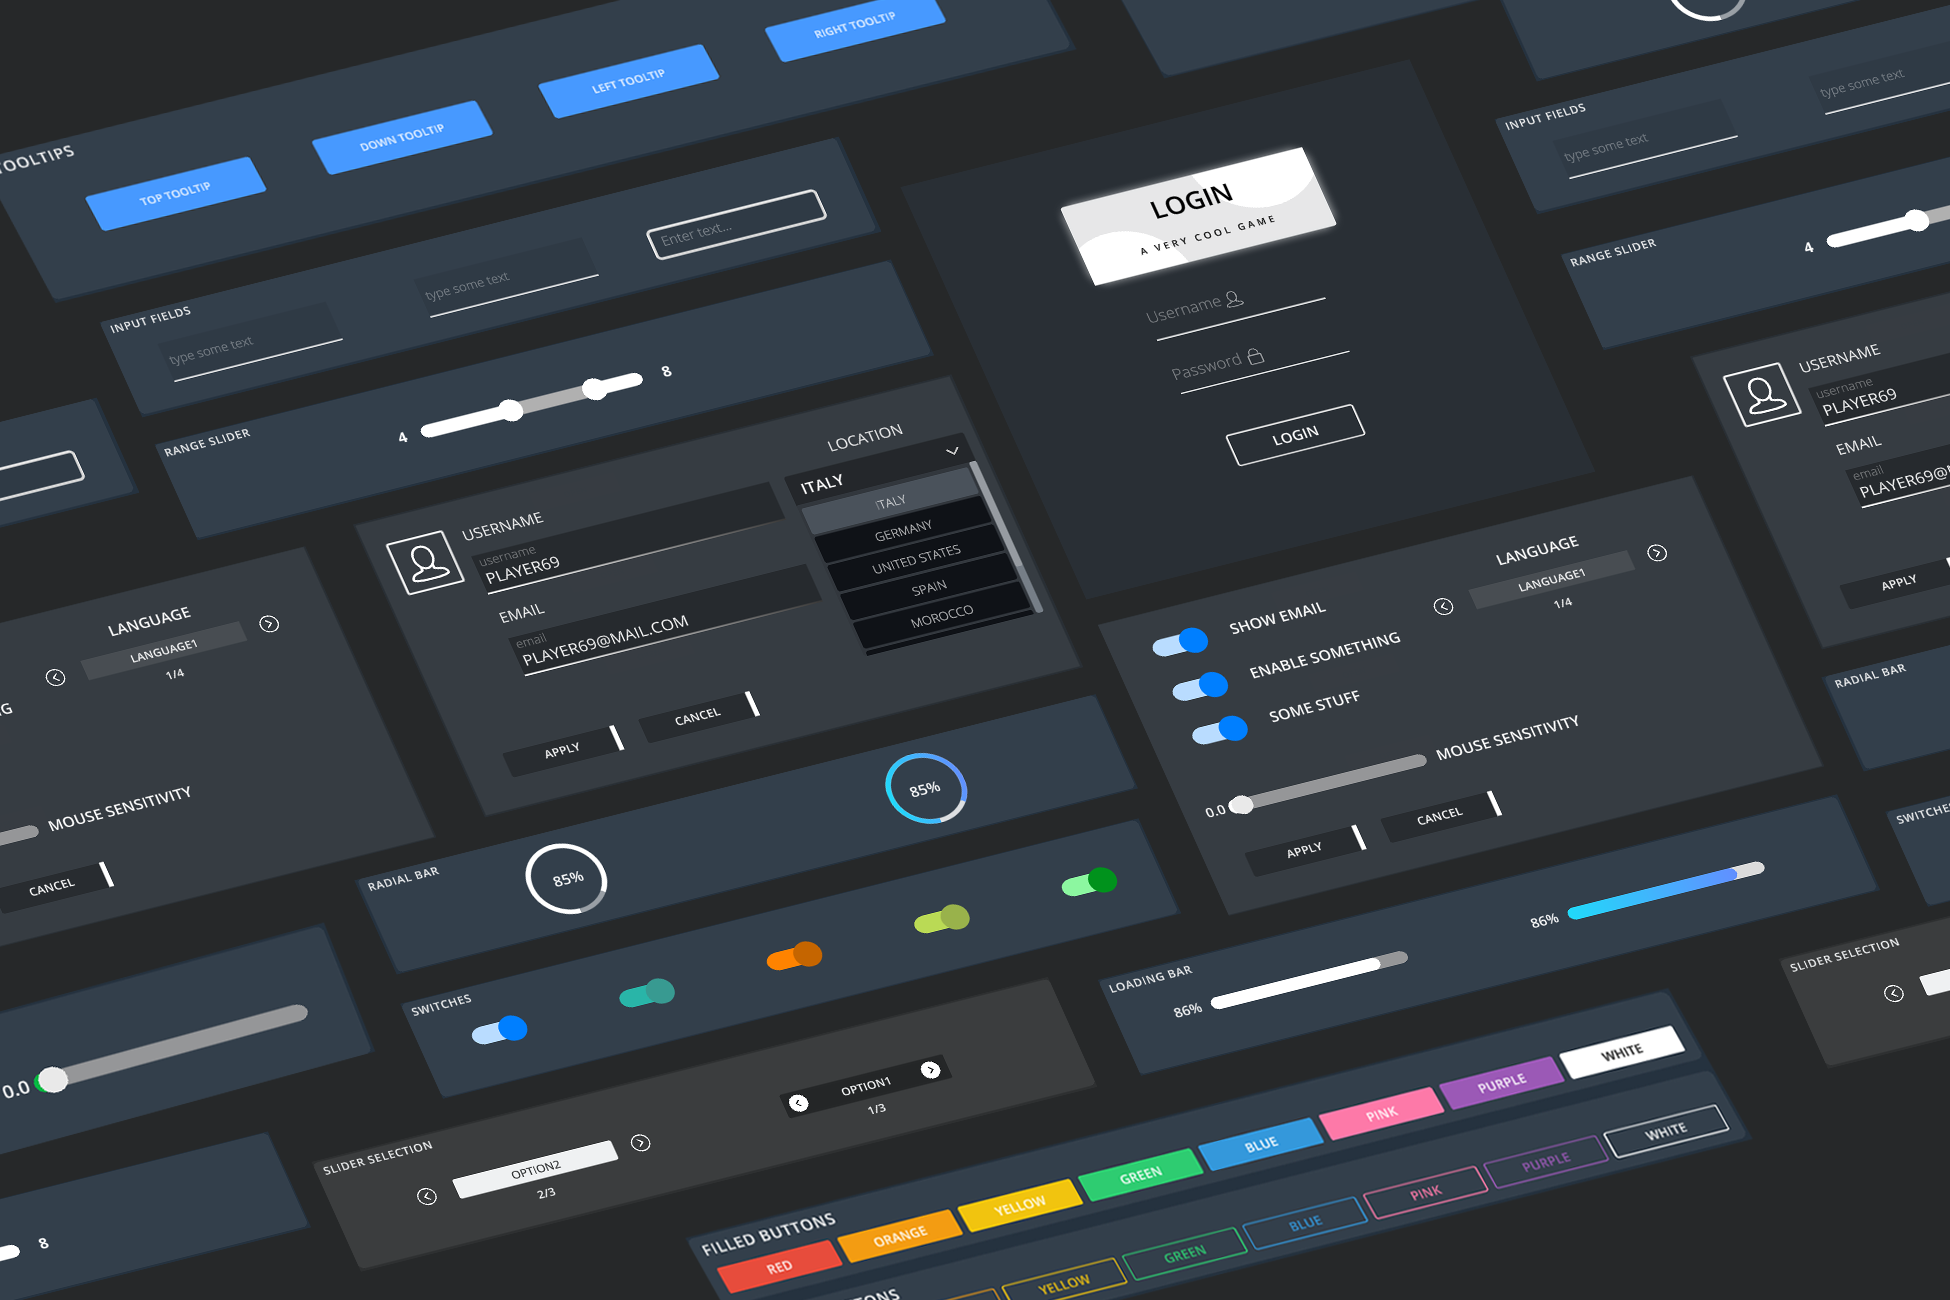 TOOLTIPS
TOP TOOLTIP
DOWN TOOLTIP
LEFT TOOLTIP
RIGHT TOOLTIP
INPUT FIELDS
type some text
type some text
Enter text...
RANGE SLIDER
4
8
LOGIN
A VERY COOL GAME
Username
Password
LOGIN
INPUT FIELDS
type some text
type some text
RANGE SLIDER
4
USERNAME
username
PLAYER69
EMAIL
email
PLAYER69@MAIL.COM
LOCATION
ITALY
ITALY
GERMANY
UNITED STATES
SPAIN
MOROCCO
APPLY
CANCEL
USERNAME
username
PLAYER69
EMAIL
email
APPLY
LANGUAGE
LANGUAGE1
1/4
MOUSE SENSITIVITY
CANCEL
LANGUAGE
LANGUAGE1
1/4
SHOW EMAIL
ENABLE SOMETHING
SOME STUFF
MOUSE SENSITIVITY
0.0
APPLY
CANCEL
RADIAL BAR
85%
85%
RADIAL BAR
SWITCHES
SWITCHES
LOADING BAR
86%
86%
0.0
8
SLIDER SELECTION
OPTION2
2/3
OPTION1
1/3
SLIDER SELECTION
FILLED BUTTONS
RED
ORANGE
YELLOW
GREEN
BLUE
PINK
PURPLE
WHITE
YELLOW
GREEN
BLUE
PINK
PURPLE
WHITE